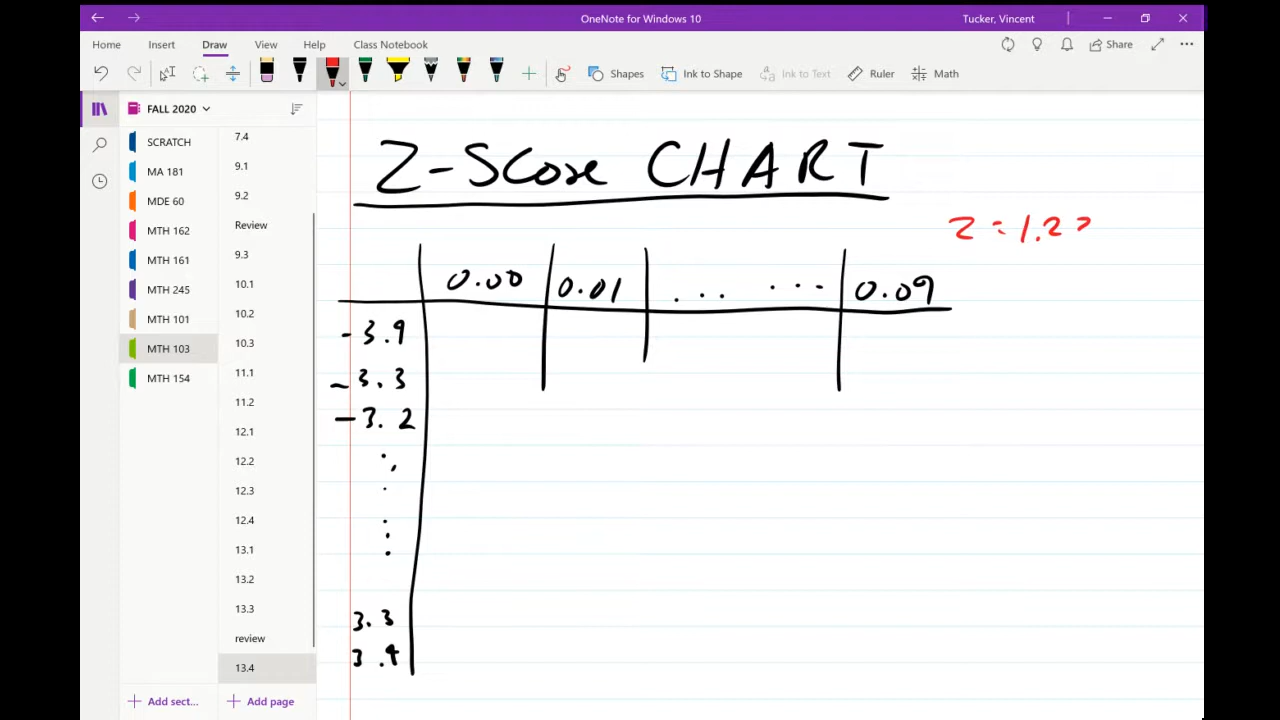 OneNote for Windows 10
Tucker, Vincent
Home Insert Draw View Help Class Notebook
Share
Shapes Ink to Shape Ink to Text Ruler Math
FALL 2020
SCRATCH
MA 181
MDE 60
MTH 162
MTH 161
MTH 245
MTH 101
MTH 103
MTH 154
Add sect...
7.4
9.1
9.2
Review
9.3
10.1
10.2
10.3
11.1
11.2
12.1
12.2
12.3
12.4
13.1
13.2
13.3
review
13.4
Add page
Z-SCore CHART
z = 1.2
0.00 0.01 ... ... 0.09
-3.3
-3.2
3.3